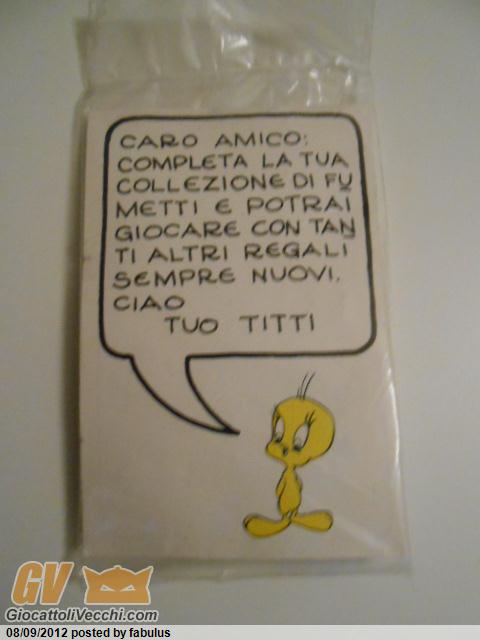 CARO AMICO:
COMPLETA LA TUA
COLLEZIONE DI FU
METTI E POTRAI
GIOCARE CON TAN
TI ALTRI REGALI
SEMPRE NUOVI.
CIAO
TUO TITTI
GV
GiocattoliVecchi.com
08/09/2012 posted by fabulus